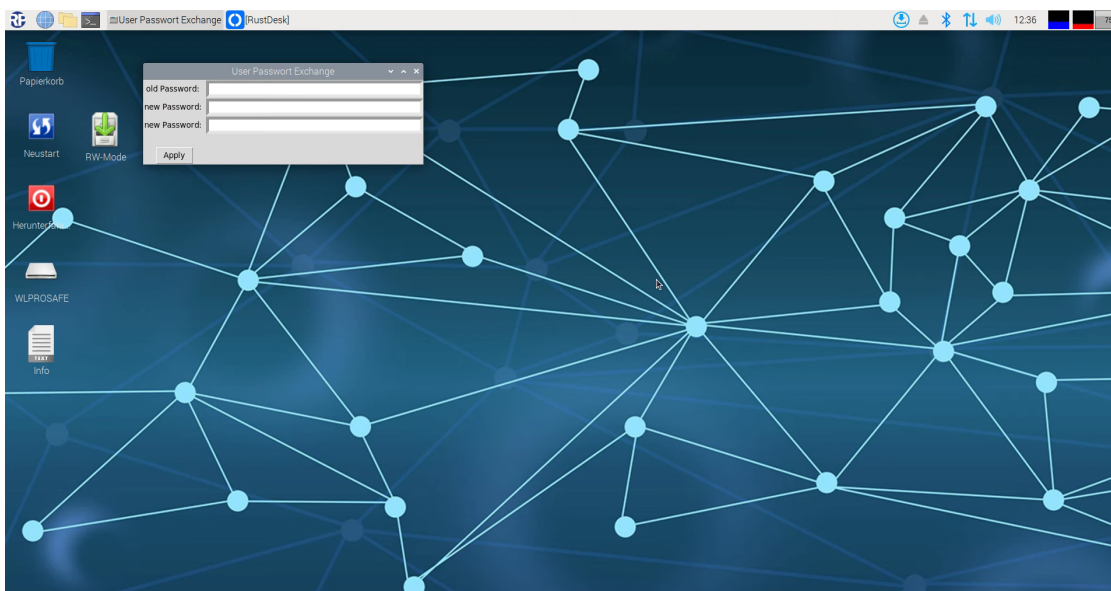 User Passwort Exchange
[RustDesk]
12:36
Papierkorb
User Passwort Exchange
old Password:
new Password:
new Password:
Apply
Neustart
RW-Mode
WLPROSAFE
TEXT
Info